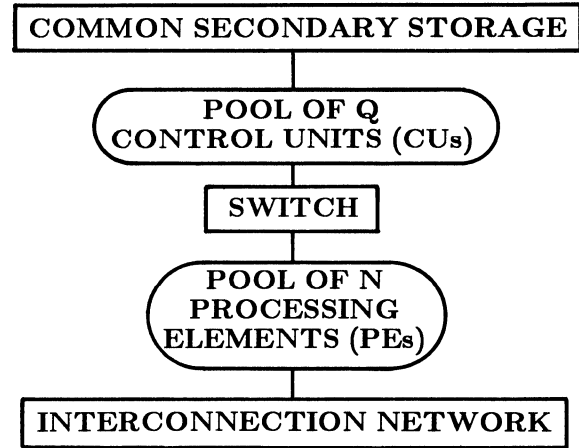 COMMON SECONDARY STORAGE
POOL OF Q
CONTROL UNITS (CUs)
SWITCH
POOL OF N
PROCESSING
ELEMENTS (PEs)
INTERCONNECTION NETWORK